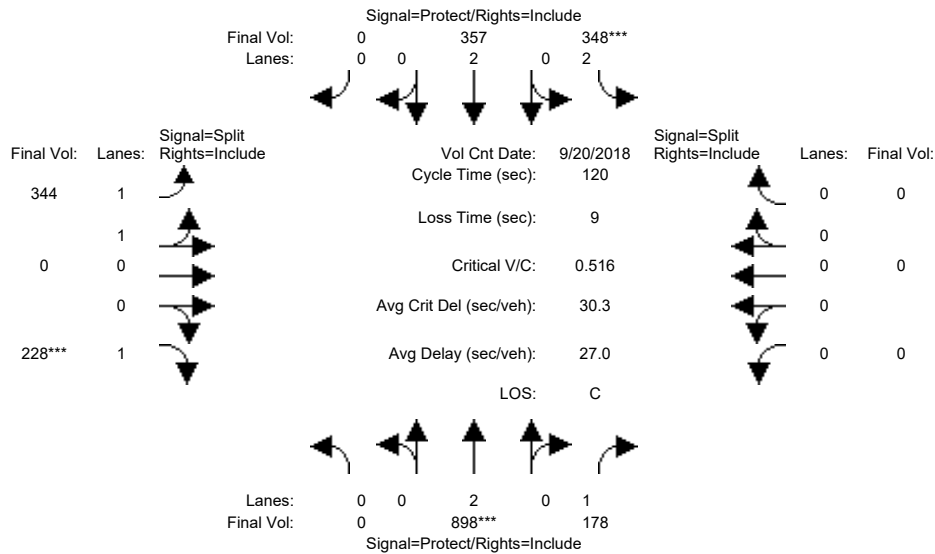 Signal=Protect/Rights=Include
Final Vol: 0 357 348***
Lanes: 0 0 2 0 2
Signal=Split
Final Vol: Lanes: Rights=Include
Vol Cnt Date: 9/20/2018
Signal=Split
Rights=Include Lanes: Final Vol:
Cycle Time (sec): 120
344 1
0 0
Loss Time (sec): 9
1
0
0 0
Critical V/C: 0.516
0 0
0
Avg Crit Del (sec/veh): 30.3
0
228*** 1
Avg Delay (sec/veh): 27.0
0 0
LOS: C
Lanes: 0 0 2 0 1
Final Vol: 0 898*** 178
Signal=Protect/Rights=Include